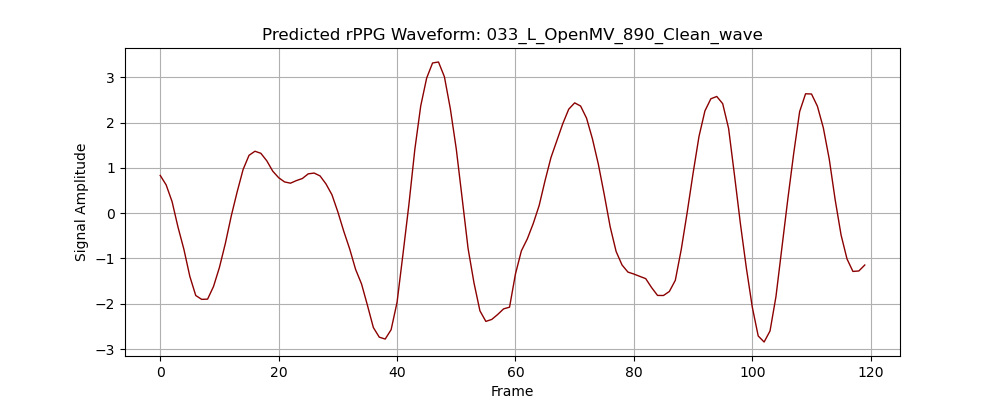 Predicted rPPG Waveform: 033_L_OpenMV_890_Clean_wave
Signal Amplitude
3
2
1
0
−1
−2
−3
0 20 40 60 80 100 120
Frame